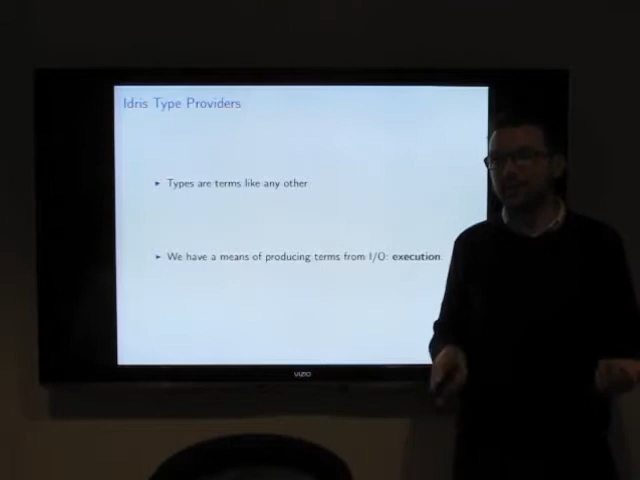 Idris Type Providers
Types are terms like any other
We have a means of producing terms from I/O: execution
VIZIO